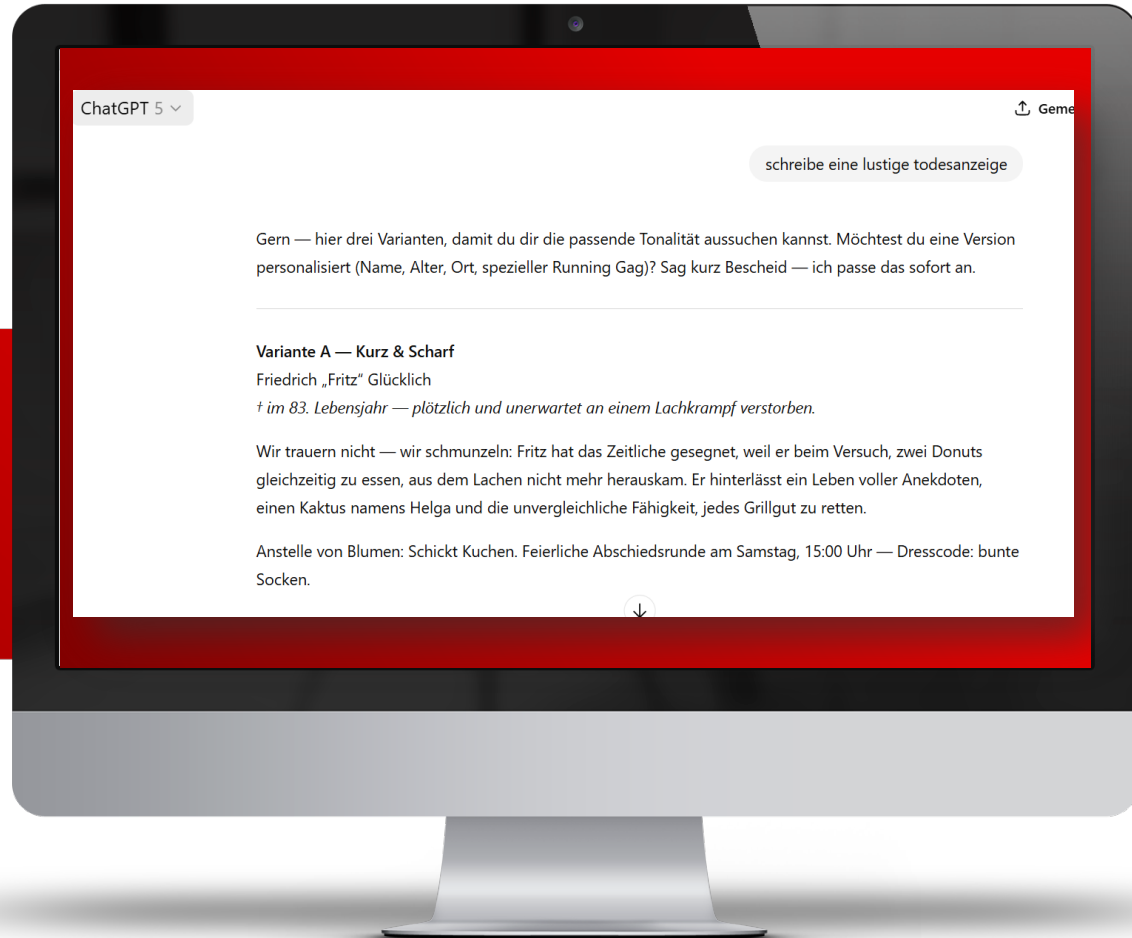 ChatGPT 5
Geme
schreibe eine lustige todesanzeige
Gern — hier drei Varianten, damit du dir die passende Tonalität aussuchen kannst. Möchtest du eine Version
personalisiert (Name, Alter, Ort, spezieller Running Gag)? Sag kurz Bescheid — ich passe das sofort an.
Variante A — Kurz & Scharf
Friedrich „Fritz“ Glücklich
† im 83. Lebensjahr — plötzlich und unerwartet an einem Lachkrampf verstorben.
Wir trauern nicht — wir schmunzeln: Fritz hat das Zeitliche gesegnet, weil er beim Versuch, zwei Donuts
gleichzeitig zu essen, aus dem Lachen nicht mehr herauskam. Er hinterlässt ein Leben voller Anekdoten,
einen Kaktus namens Helga und die unvergleichliche Fähigkeit, jedes Grillgut zu retten.
Anstelle von Blumen: Schickt Kuchen. Feierliche Abschiedsrunde am Samstag, 15:00 Uhr — Dresscode: bunte
Socken.